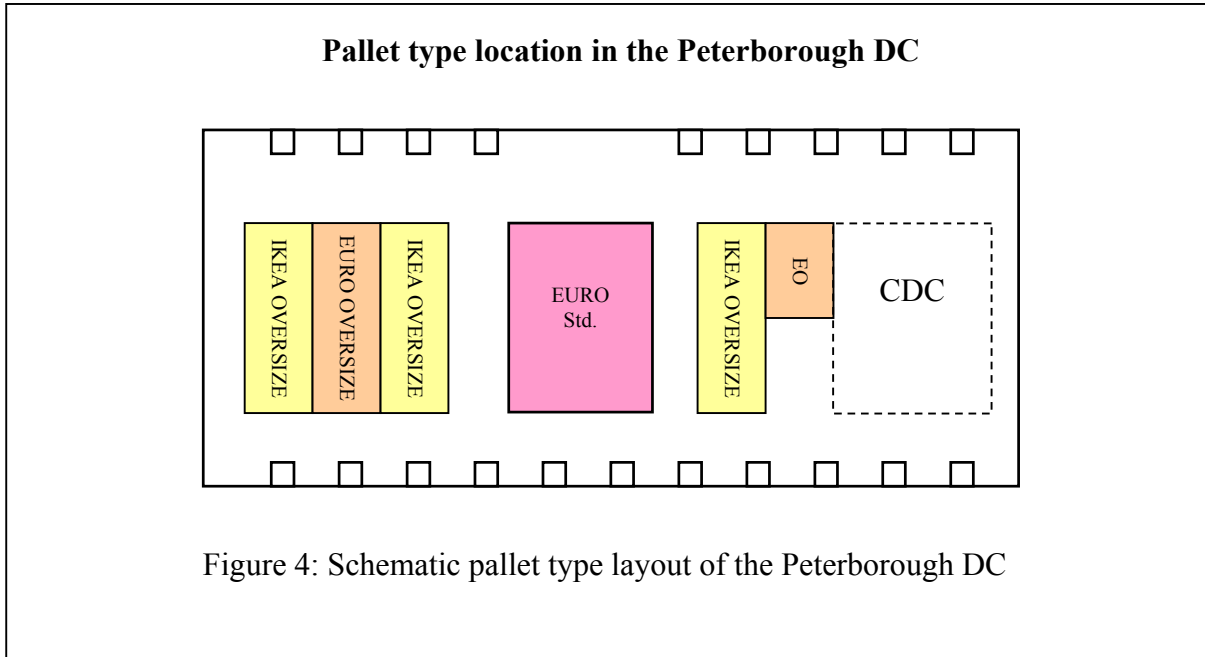 Pallet type location in the Peterborough DC
IKEA OVERSIZE
EURO OVERSIZE
IKEA OVERSIZE
EURO
Std.
IKEA OVERSIZE
EO
CDC
Figure 4: Schematic pallet type layout of the Peterborough DC